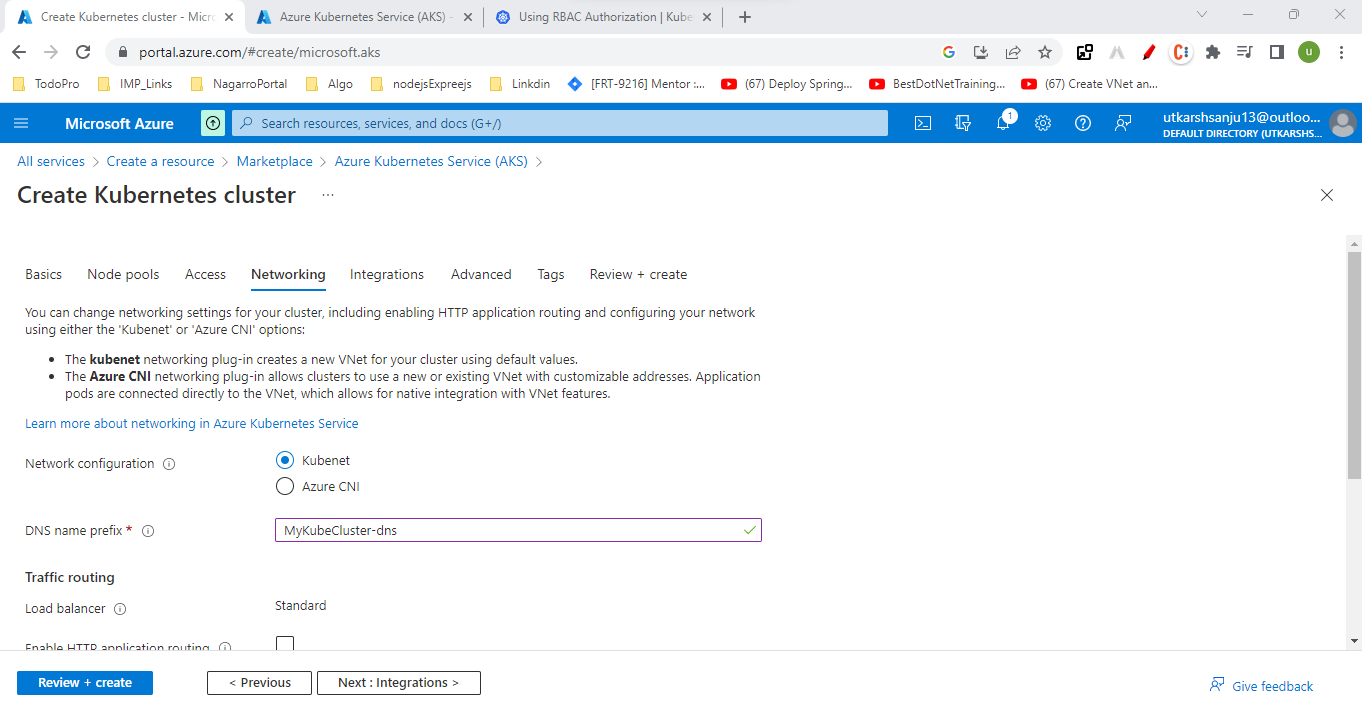 Create Kubernetes cluster - Micro
Azure Kubernetes Service (AKS) -
Using RBAC Authorization | Kube
portal.azure.com/#create/microsoft.aks
u
TodoPro
IMP_Links
NagarroPortal
Algo
nodejsExpreejs
Linkdin
[FRT-9216] Mentor :...
(67) Deploy Spring...
BestDotNetTraining...
(67) Create VNet an...
Microsoft Azure
Search resources, services, and docs (G+/)
1
utkarshsanju13@outloo...
DEFAULT DIRECTORY (UTKARSHS...
All services > Create a resource > Marketplace > Azure Kubernetes Service (AKS) >
Create Kubernetes cluster ...
Basics Node pools Access Networking Integrations Advanced Tags Review + create
You can change networking settings for your cluster, including enabling HTTP application routing and configuring your network
using either the 'Kubenet' or 'Azure CNI' options:
• The kubenet networking plug-in creates a new VNet for your cluster using default values.
• The Azure CNI networking plug-in allows clusters to use a new or existing VNet with customizable addresses. Application
pods are connected directly to the VNet, which allows for native integration with VNet features.
Learn more about networking in Azure Kubernetes Service
Network configuration
Kubenet
Azure CNI
DNS name prefix *
MyKubeCluster-dns
Traffic routing
Load balancer
Standard
Enable HTTP application routing
Review + create
< Previous
Next : Integrations >
Give feedback